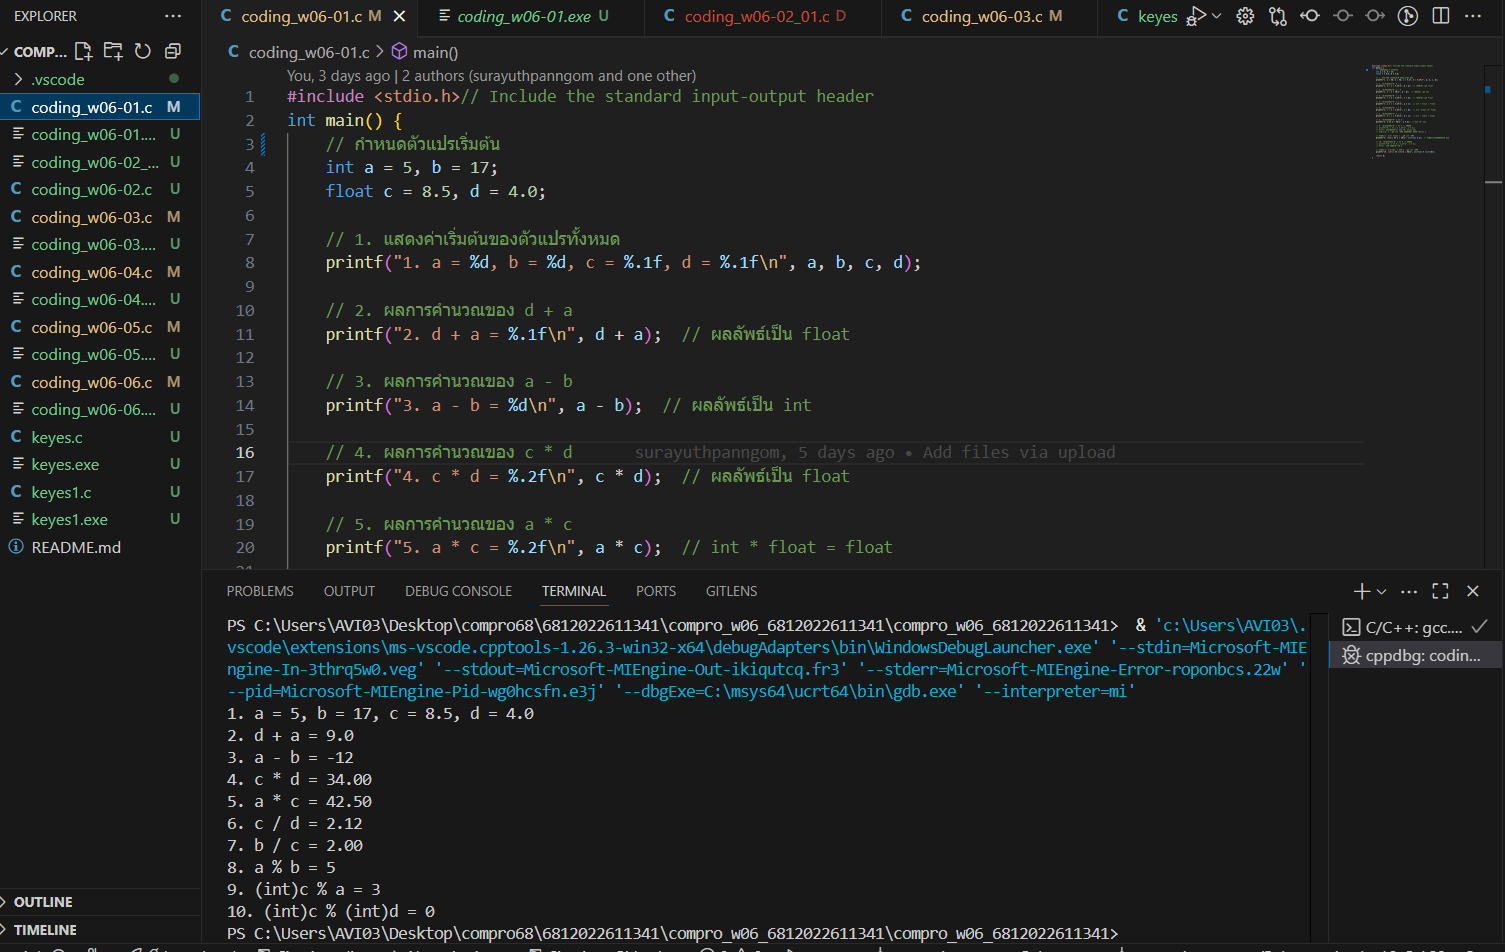 EXPLORER ···
coding_w06-01.c M
coding_w06-01.exe U
coding_w06-02_01.c D
coding_w06-03.c M
keyes
COMP...
coding_w06-01.c > main()
.vscode
coding_w06-01.c M
coding_w06-01.... U
coding_w06-02_... U
coding_w06-02.c U
coding_w06-03.c M
coding_w06-03.... U
coding_w06-04.c M
coding_w06-04.... U
coding_w06-05.c M
coding_w06-05.... U
coding_w06-06.c M
coding_w06-06.... U
keyes.c U
keyes.exe U
keyes1.c U
keyes1.exe U
README.md
OUTLINE
TIMELINE
You, 3 days ago | 2 authors (surayuthpanngom and one other)
1 #include <stdio.h>// Include the standard input-output header
2 int main() {
3 // กำหนดตัวแปรเริ่มต้น
4 int a = 5, b = 17;
5 float c = 8.5, d = 4.0;
6
7 // 1. แสดงค่าเริ่มต้นของตัวแปรทั้งหมด
8 printf("1. a = %d, b = %d, c = %.1f, d = %.1f\n", a, b, c, d);
9
10 // 2. ผลการคำนวณของ d + a
11 printf("2. d + a = %.1f\n", d + a); // ผลลัพธ์เป็น float
12
13 // 3. ผลการคำนวณของ a - b
14 printf("3. a - b = %d\n", a - b); // ผลลัพธ์เป็น int
15
16 // 4. ผลการคำนวณของ c * d surayuthpanngom, 5 days ago • Add files via upload
17 printf("4. c * d = %.2f\n", c * d); // ผลลัพธ์เป็น float
18
19 // 5. ผลการคำนวณของ a * c
20 printf("5. a * c = %.2f\n", a * c); // int * float = float
PROBLEMS OUTPUT DEBUG CONSOLE TERMINAL PORTS GITLENS
PS C:\Users\AVI03\Desktop\compro68\6812022611341\compro_w06_6812022611341\compro_w06_6812022611341> & 'c:\Users\AVI03\.
vscode\extensions\ms-vscode.cpptools-1.26.3-win32-x64\debugAdapters\bin\WindowsDebugLauncher.exe' '--stdin=Microsoft-MIE
ngine-In-3thrq5w0.veg' '--stdout=Microsoft-MIEngine-Out-ikiqutcq.fr3' '--stderr=Microsoft-MIEngine-Error-roponbcs.22w' '
--pid=Microsoft-MIEngine-Pid-wg0hcsfn.e3j' '--dbgExe=C:\msys64\ucrt64\bin\gdb.exe' '--interpreter=mi'
1. a = 5, b = 17, c = 8.5, d = 4.0
2. d + a = 9.0
3. a - b = -12
4. c * d = 34.00
5. a * c = 42.50
6. c / d = 2.12
7. b / c = 2.00
8. a % b = 5
9. (int)c % a = 3
10. (int)c % (int)d = 0
PS C:\Users\AVI03\Desktop\compro68\6812022611341\compro_w06_6812022611341\compro_w06_6812022611341>
C/C++: gcc....
cppdbg: codin...